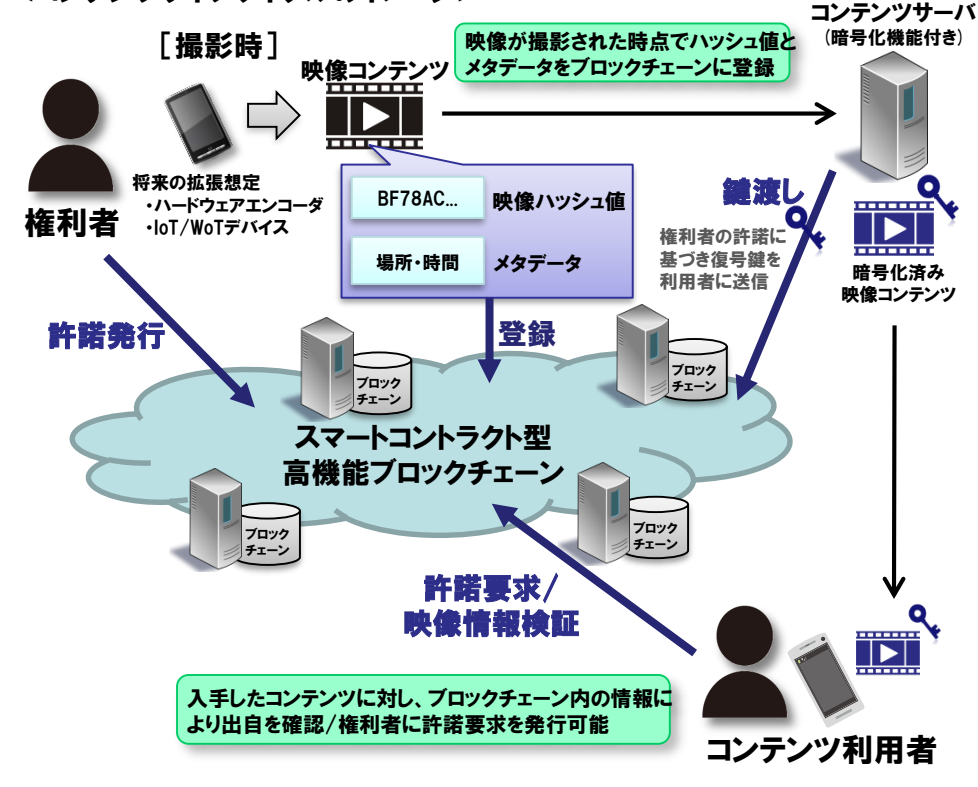 コンテンツサーバ
(暗号化機能付き)
[撮影時]
映像コンテンツ
映像が撮影された時点でハッシュ値と
メタデータをブロックチェーンに登録
将来の拡張想定
・ハードウェアエンコーダ
・IoT/WoTデバイス
権利者
BF78AC...
映像ハッシュ値
場所・時間
メタデータ
鍵渡し
権利者の許諾に
基づき復号鍵を
利用者に送信
暗号化済み
映像コンテンツ
許諾発行
登録
ブロック
チェーン
ブロック
チェーン
スマートコントラクト型
高機能ブロックチェーン
ブロック
チェーン
ブロック
チェーン
許諾要求/
映像情報検証
入手したコンテンツに対し、ブロックチェーン内の情報に
より出自を確認/権利者に許諾要求を発行可能
コンテンツ利用者